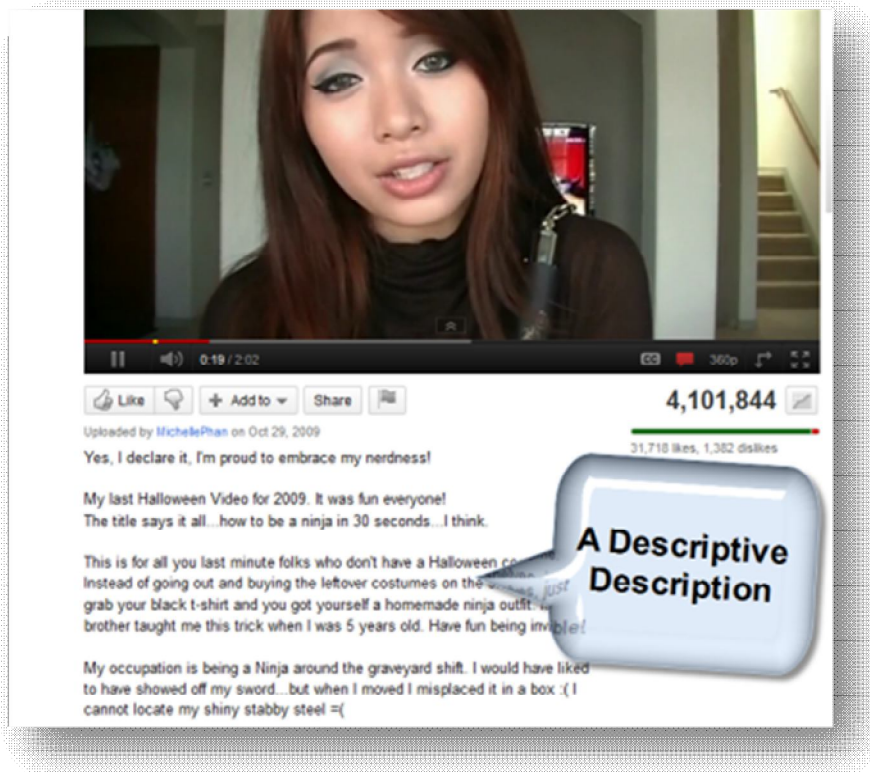 0:19 / 2:02
CC
360p
Like
Add to
Share
4,101,844
Uploaded by MichellePhan on Oct 29, 2009
31,718 likes, 1,382 dislikes
Yes, I declare it, I'm proud to embrace my nerdness!
My last Halloween Video for 2009. It was fun everyone!
The title says it all...how to be a ninja in 30 seconds...I think.
This is for all you last minute folks who don't have a Halloween
Instead of going out and buying the leftover costumes on the just
grab your black t-shirt and you got yourself a homemade ninja outfit.
brother taught me this trick when I was 5 years old. Have fun being
My occupation is being a Ninja around the graveyard shift. I would have liked
to have showed off my sword...but when I moved I misplaced it in a box :( I
cannot locate my shiny stabby steel =(
A Descriptive
Description